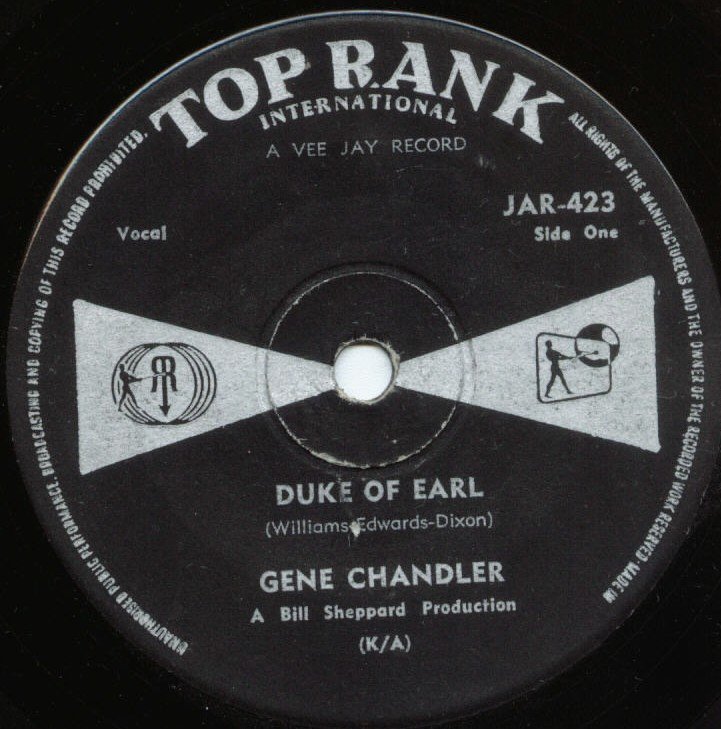 TOP RANK
INTERNATIONAL
A VEE JAY RECORD
JAR-423
Vocal
Side One
DUKE OF EARL
(Williams-Edwards-Dixon)
GENE CHANDLER
A Bill Sheppard Production
(K/A)
UNAUTHORISED PUBLIC PERFORMANCE, BROADCASTING AND COPYING OF THIS RECORD PROHIBITED.
ALL RIGHTS OF THE MANUFACTURERS AND THE OWNER OF THE RECORDED WORK RESERVED MADE IN